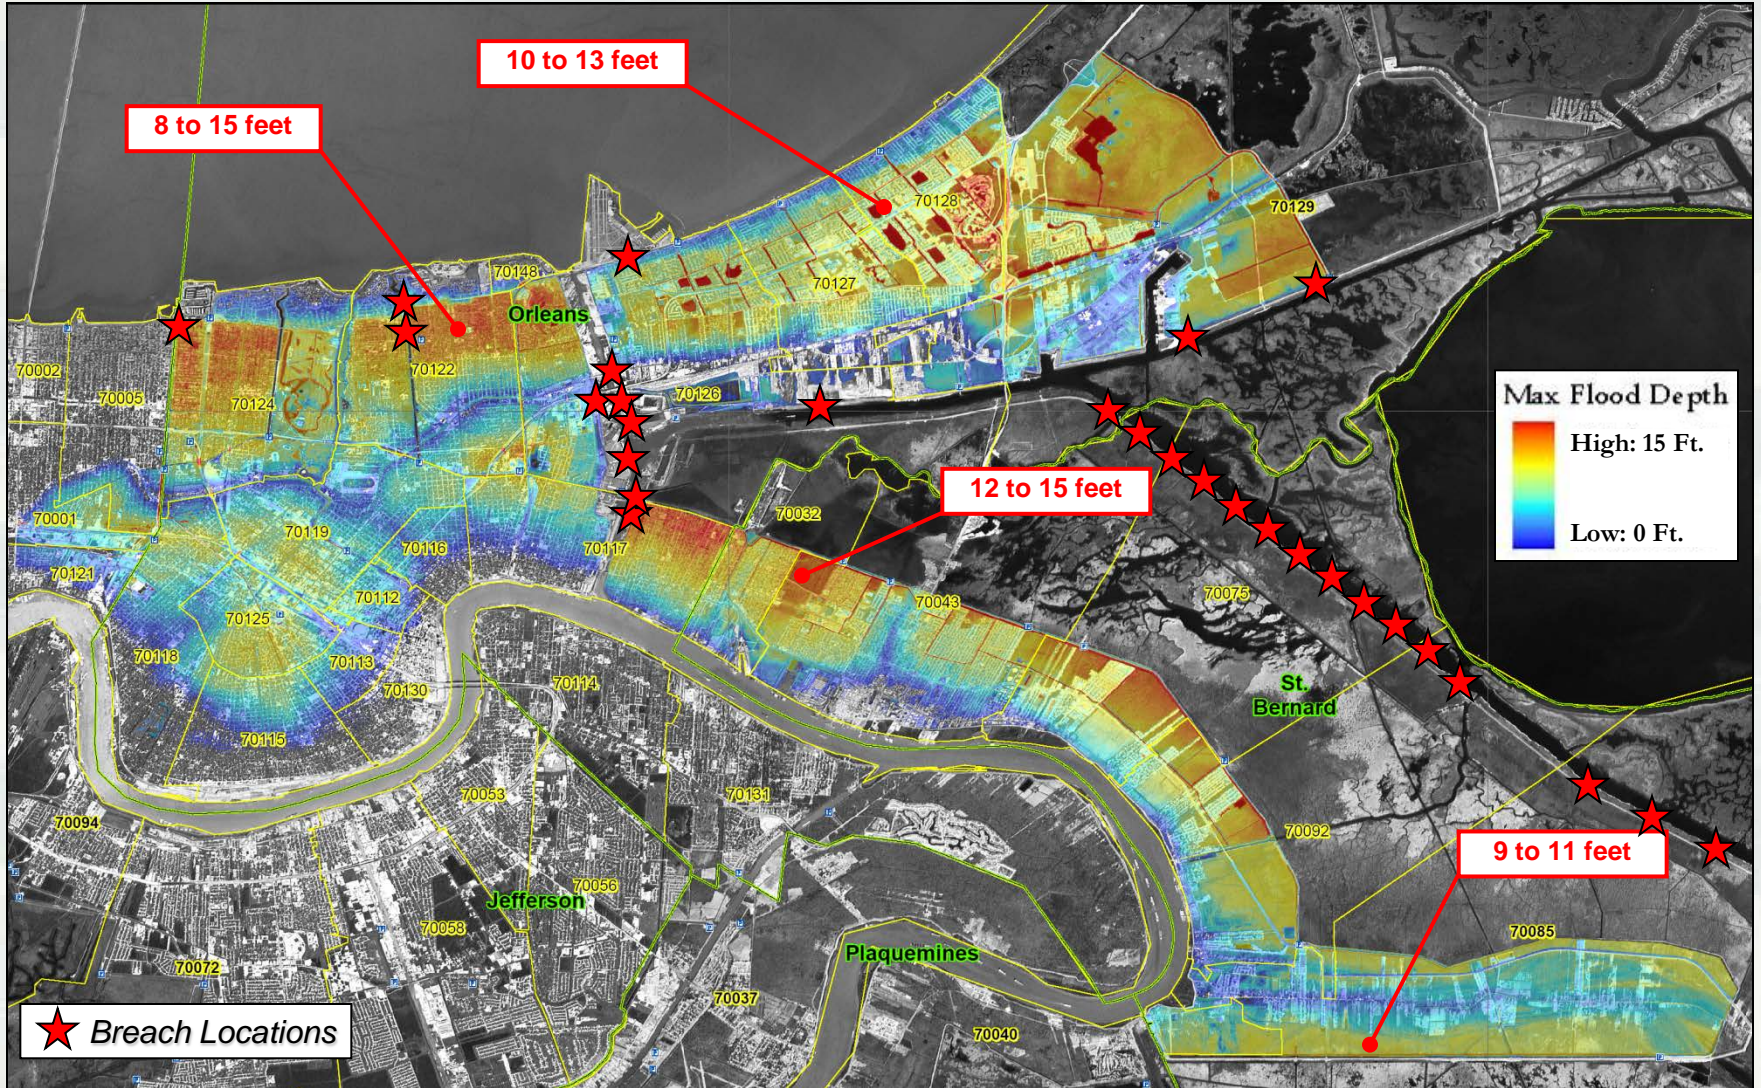 10 to 13 feet
8 to 15 feet
70128
70129
70148
70127
Orleans
70002
70122
70005
70126
70124
Max Flood Depth
High: 15 Ft.
Low: 0 Ft.
12 to 15 feet
70032
70001
70119
70116
70117
70121
70112
70043
70075
70125
70118
70113
70130
70114
St.
Bernard
70115
70053
70131
70094
70092
9 to 11 feet
70056
Jefferson
70058
70085
Plaquemines
70072
70037
70040
Breach Locations